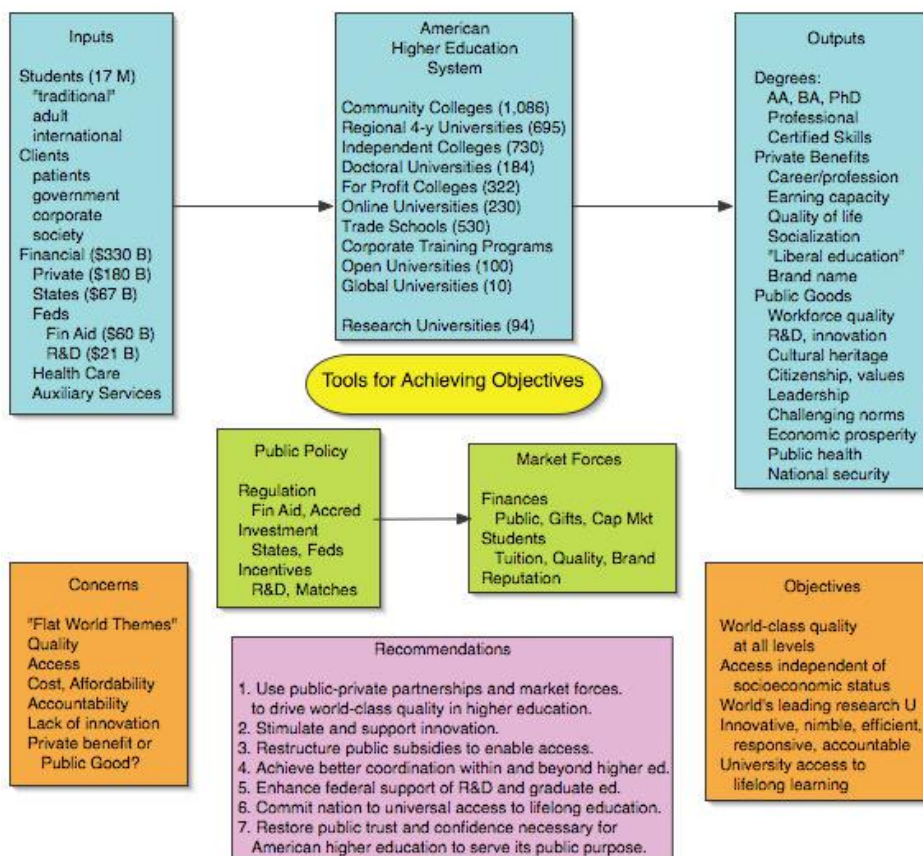 Inputs
Students (17 M)
"traditional"
adult
international
Clients
patients
government
corporate
society
Financial ($330 B)
Private ($180 B)
States ($67 B)
Feds
Fin Aid ($60 B)
R&D ($21 B)
Health Care
Auxiliary Services
American
Higher Education
System
Community Colleges (1,086)
Regional 4-y Universities (695)
Independent Colleges (730)
Doctoral Universities (184)
For Profit Colleges (322)
Online Universities (230)
Trade Schools (530)
Corporate Training Programs
Open Universities (100)
Global Universities (10)
Research Universities (94)
Outputs
Degrees:
AA, BA, PhD
Professional
Certified Skills
Private Benefits
Career/profession
Earning capacity
Quality of life
Socialization
"Liberal education"
Brand name
Public Goods
Workforce quality
R&D, innovation
Cultural heritage
Citizenship, values
Leadership
Challenging norms
Economic prosperity
Public health
National security
Tools for Achieving Objectives
Public Policy
Regulation
Fin Aid, Accred
Investment
States, Feds
Incentives
R&D, Matches
Market Forces
Finances
Public, Gifts, Cap Mkt
Students
Tuition, Quality, Brand
Reputation
Concerns
"Flat World Themes"
Quality
Access
Cost, Affordability
Accountability
Lack of innovation
Private benefit or
Public Good?
Recommendations
1. Use public-private partnerships and market forces.
to drive world-class quality in higher education.
2. Stimulate and support innovation.
3. Restructure public subsidies to enable access.
4. Achieve better coordination within and beyond higher ed.
5. Enhance federal support of R&D and graduate ed.
6. Commit nation to universal access to lifelong education.
7. Restore public trust and confidence necessary for
American higher education to serve its public purpose.
Objectives
World-class quality
at all levels
Access independent of
socioeconomic status
World's leading research U
Innovative, nimble, efficient,
responsive, accountable
University access to
lifelong learning